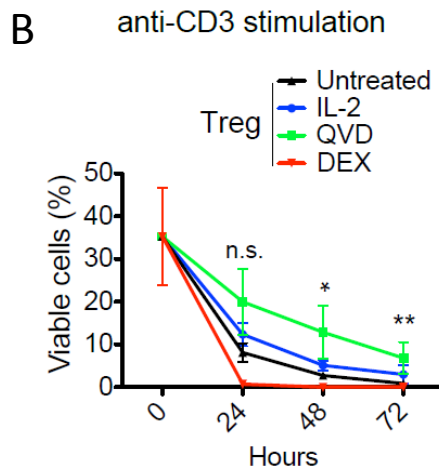 B
anti-CD3 stimulation
Treg
Untreated
IL-2
QVD
DEX
Viable cells (%)
50
40
30
20
10
0
n.s.
*
**
0
24
48
72
Hours